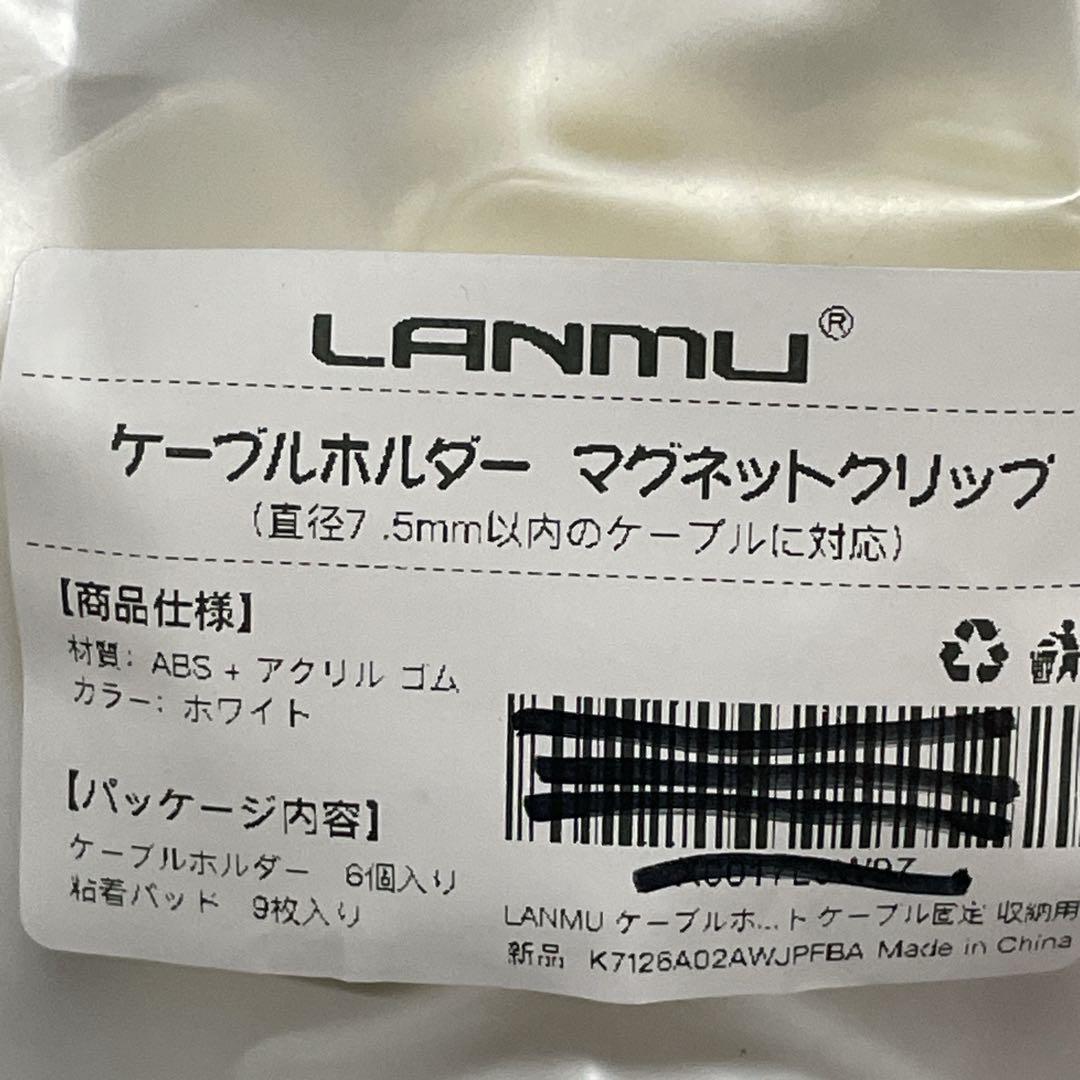 LANMU®
ケーブルホルダー マグネットクリップ
(直径7.5mm以内のケーブルに対応)
【商品仕様】
材質: ABS + アクリル ゴム
カラー: ホワイト
【パッケージ内容】
ケーブルホルダー 6個入り
粘着パッド 9枚入り
LANMU ケーブルホ...ト ケーブル固定 収納用
新品 K7126A02AWJPFBA Made in China